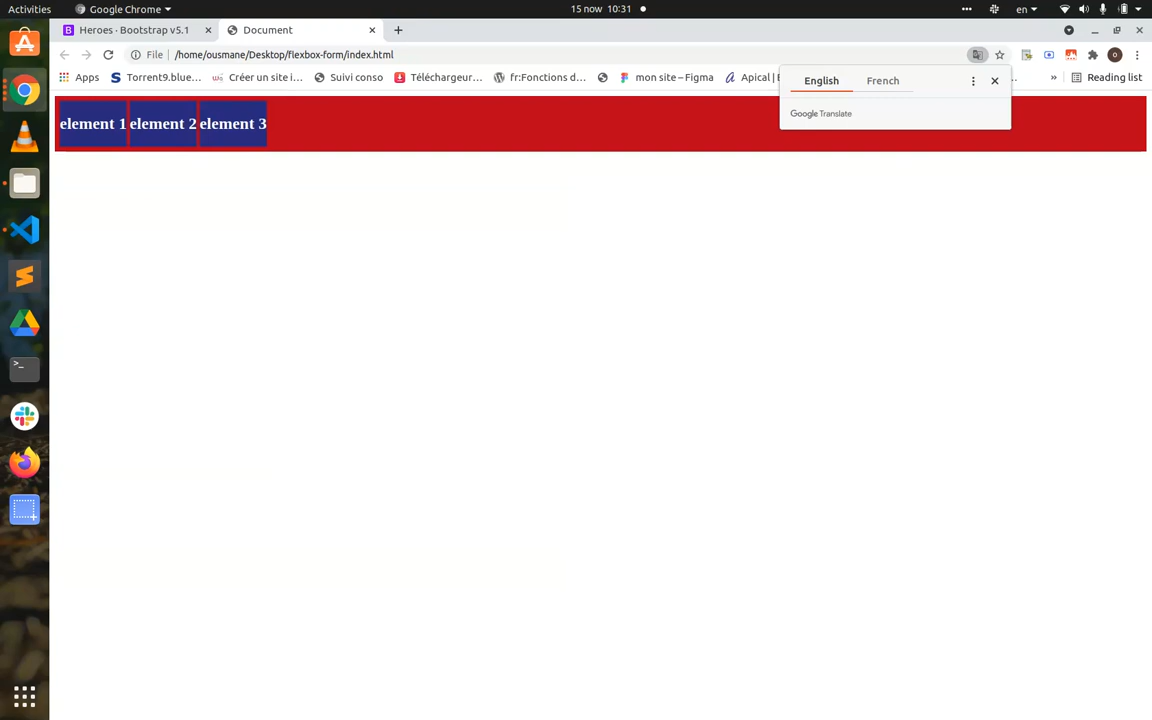 Activities Google Chrome 15 now 10:31 en
Heroes · Bootstrap v5.1 Document
File /home/ousmane/Desktop/flexbox-form/index.html
Apps Torrent9.blue... Créer un site i... Suivi conso Téléchargeur... fr:Fonctions d... mon site – Figma Apical | » Reading list
English French
Google Translate
element 1 element 2 element 3